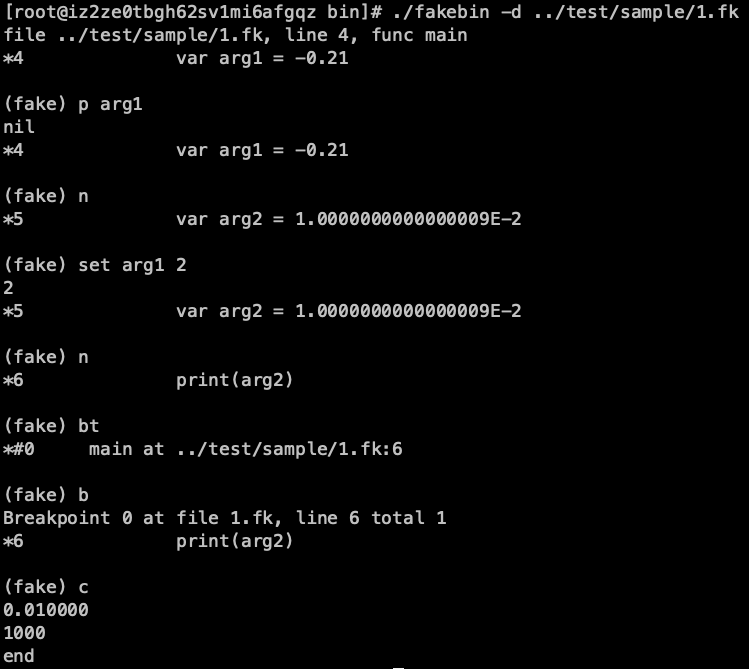 [root@iz2ze0tbgh62sv1mi6afgqz bin]# ./fakebin -d ../test/sample/1.fk
file ../test/sample/1.fk, line 4, func main
*4              var arg1 = -0.21
(fake) p arg1
nil
*4              var arg1 = -0.21
(fake) n
*5              var arg2 = 1.0000000000000009E-2
(fake) set arg1 2
2
*5              var arg2 = 1.0000000000000009E-2
(fake) n
*6              print(arg2)
(fake) bt
*#0     main at ../test/sample/1.fk:6
(fake) b
Breakpoint 0 at file 1.fk, line 6 total 1
*6              print(arg2)
(fake) c
0.010000
1000
end